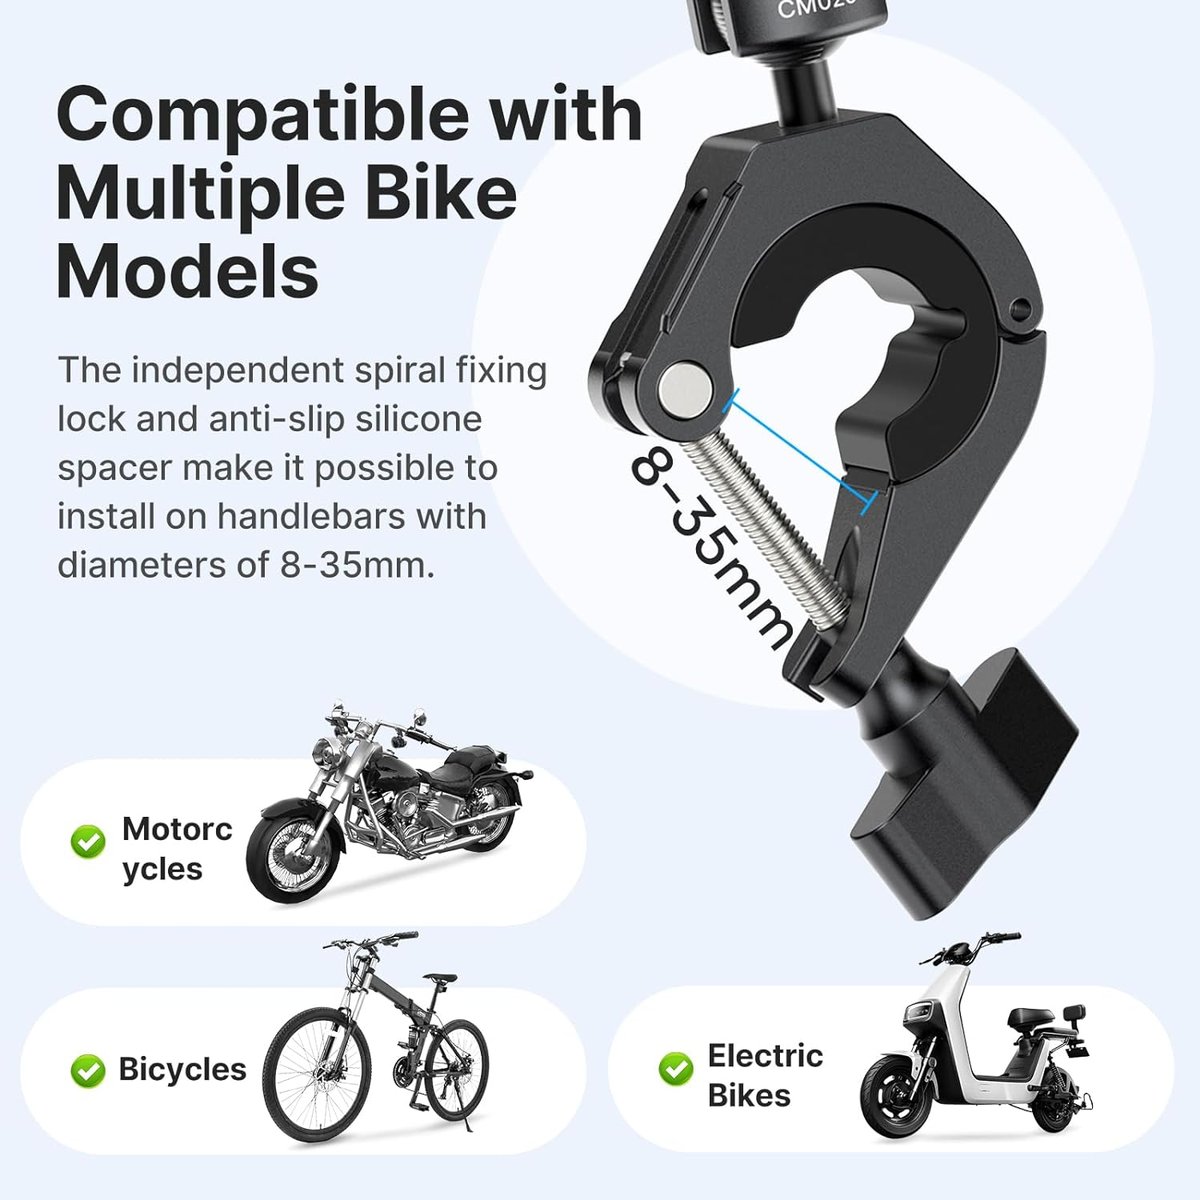 Compatible with
Multiple Bike
Models
The independent spiral fixing
lock and anti-slip silicone
spacer make it possible to
install on handlebars with
diameters of 8-35mm.
8-35mm
Motorc
ycles
Bicycles
Electric
Bikes